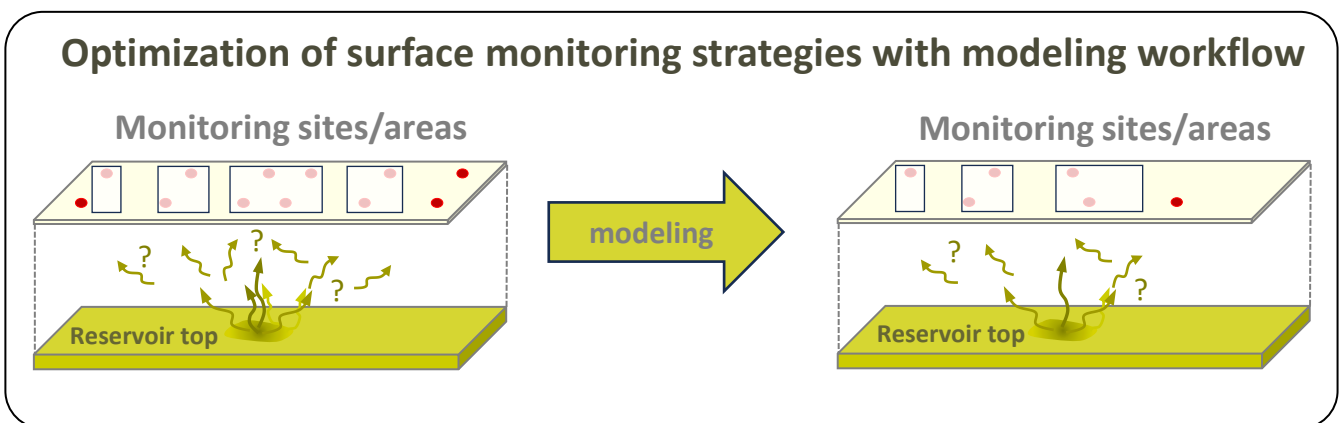 Optimization of surface monitoring strategies with modeling workflow
Monitoring sites/areas
?
?
?
Reservoir top
modeling
Monitoring sites/areas
?
Reservoir top